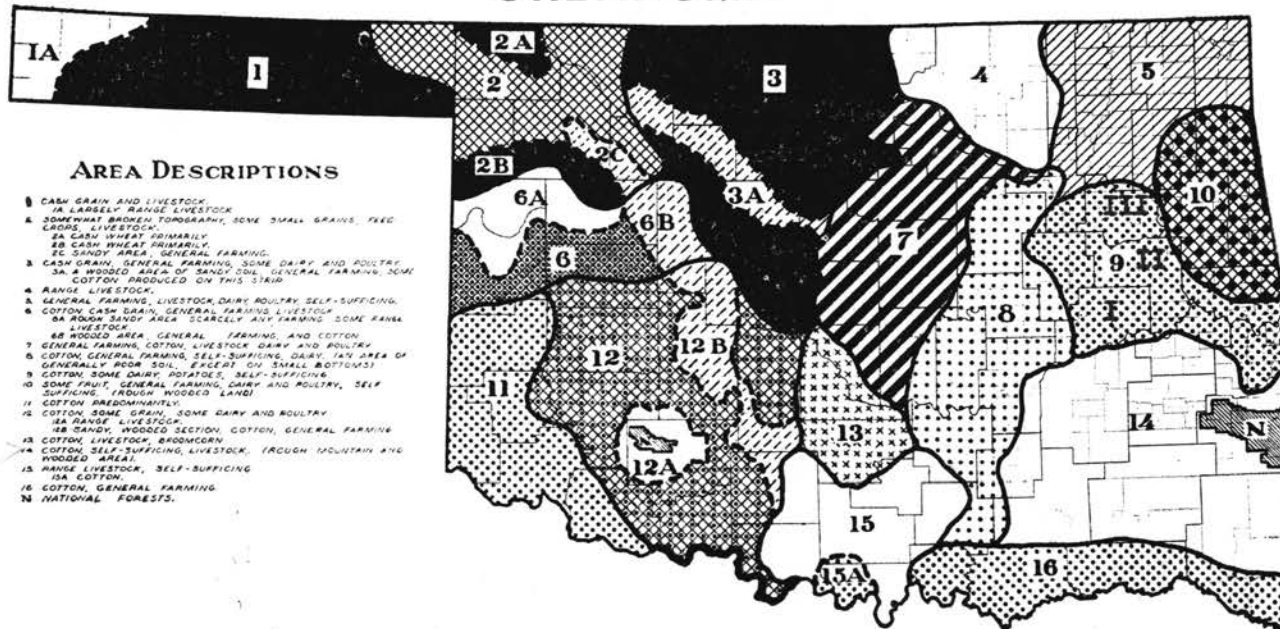 AREA DESCRIPTIONS
1 CASH GRAIN AND LIVESTOCK.
1A LARGELY RANGE LIVESTOCK
2 SOMEWHAT BROKEN TOPOGRAPHY, SOME SMALL GRAINS, FEED
CROPS, LIVESTOCK.
2A CASH WHEAT PRIMARILY.
2B CASH WHEAT PRIMARILY.
2C SANDY AREA, GENERAL FARMING.
3 CASH GRAIN, GENERAL FARMING, SOME DAIRY AND POULTRY.
3A. A WOODED AREA OF SANDY SOIL, GENERAL FARMING, SOME
COTTON PRODUCED ON THIS STRIP
4 RANGE LIVESTOCK.
5 GENERAL FARMING, LIVESTOCK, DAIRY, POULTRY, SELF-SUFFICING.
6 COTTON CASH GRAIN, GENERAL FARMING LIVESTOCK
6A ROUGH SANDY AREA SCARCELY ANY FARMING SOME RANGE
LIVESTOCK
6B WOODED AREA, GENERAL FARMING, AND COTTON
7 GENERAL FARMING, COTTON, LIVESTOCK DAIRY AND POULTRY
8 COTTON, GENERAL FARMING, SELF-SUFFICING, DAIRY. (AN AREA OF
GENERALLY POOR SOIL, EXCEPT ON SMALL BOTTOMS)
9 COTTON, SOME DAIRY, POTATOES, SELF-SUFFICING
10 SOME FRUIT, GENERAL FARMING, DAIRY AND POULTRY, SELF
SUFFICING. (ROUGH WOODED LAND)
11 COTTON PREDOMINANTLY.
12 COTTON, SOME GRAIN, SOME DAIRY AND POULTRY
12A RANGE LIVESTOCK.
12B SANDY, WOODED SECTION, COTTON, GENERAL FARMING
13 COTTON, LIVESTOCK, BROOMCORN
14 COTTON, SELF-SUFFICING, LIVESTOCK, (ROUGH MOUNTAIN AND
WOODED AREA).
15 RANGE LIVESTOCK, SELF-SUFFICING
15A COTTON.
16 COTTON, GENERAL FARMING
N NATIONAL FORESTS.
1A
1
2A
2
3
4
5
2B
2C
6A
3A
6B
6
7
10
III
II
9
I
8
11
12
12B
12A
13
14
N
15
15A
16